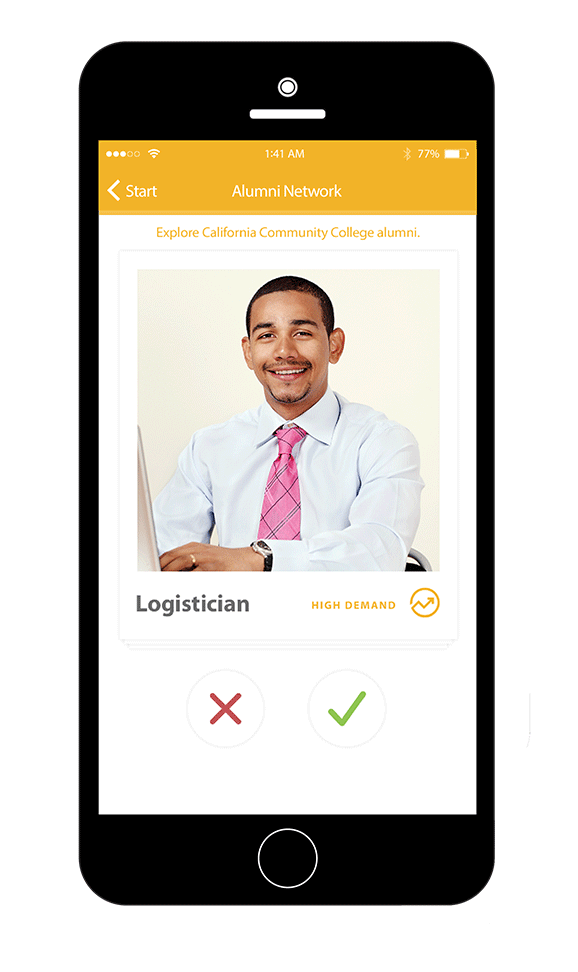 1:41 AM
77%
Start
Alumni Network
Explore California Community College alumni.
Logistician
HIGH DEMAND